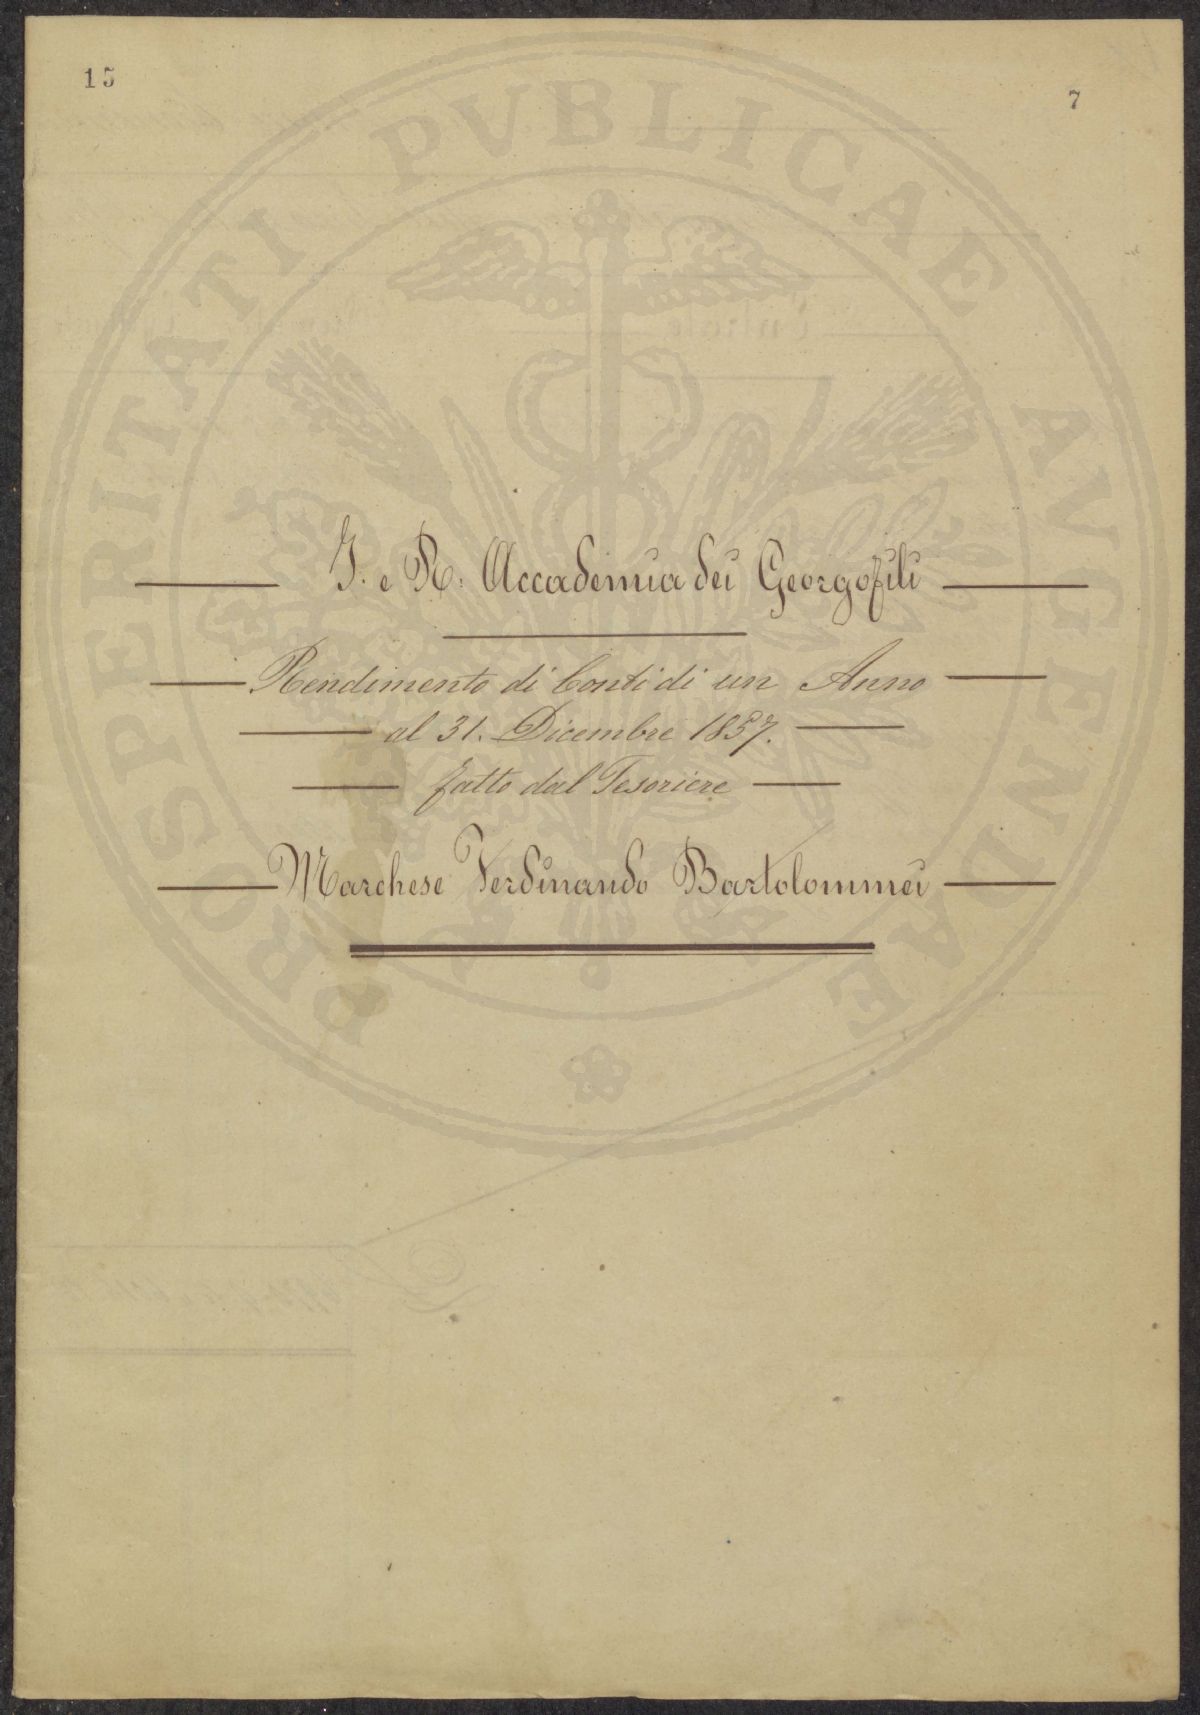 15
7
PROSPERITATI PVBLICAE AVGENDAE
I. e R. Accademia dei Georgofili
Rendimento di Conti di un Anno
al 31. Dicembre 1857.
fatto dal Tesoriere
Marchese Ferdinando Bartolommei